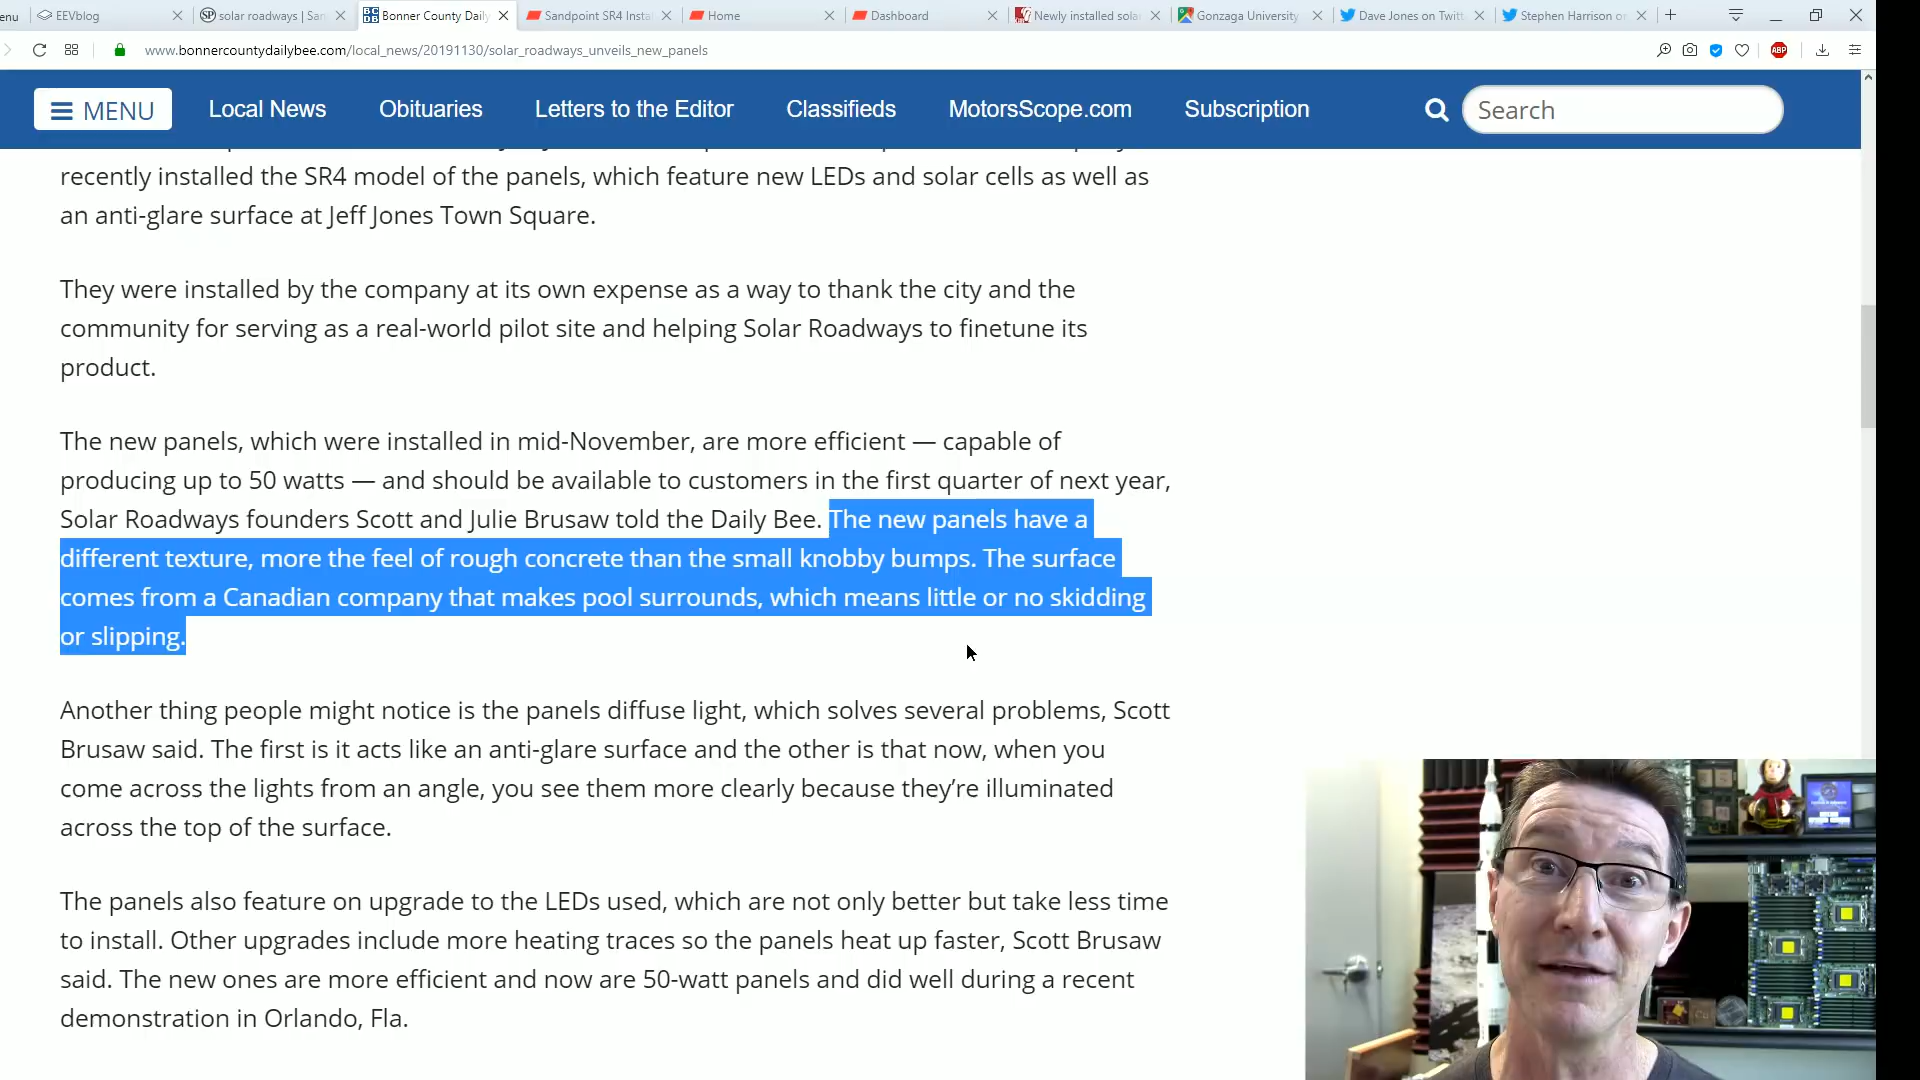 EEVblog
solar roadways | San
Bonner County Daily
Sandpoint SR4 Insta
Home
Dashboard
Newly installed sola
Gonzaga University
Dave Jones on Twitt
Stephen Harrison on
www.bonnercountydailybee.com/local_news/20191130/solar_roadways_unveils_new_panels
ABP
MENU
Local News
Obituaries
Letters to the Editor
Classifieds
MotorsScope.com
Subscription
Search
recently installed the SR4 model of the panels, which feature new LEDs and solar cells as well as
an anti-glare surface at Jeff Jones Town Square.
They were installed by the company at its own expense as a way to thank the city and the
community for serving as a real-world pilot site and helping Solar Roadways to finetune its
product.
The new panels, which were installed in mid-November, are more efficient — capable of
producing up to 50 watts — and should be available to customers in the first quarter of next year,
Solar Roadways founders Scott and Julie Brusaw told the Daily Bee. The new panels have a
different texture, more the feel of rough concrete than the small knobby bumps. The surface
comes from a Canadian company that makes pool surrounds, which means little or no skidding
or slipping.
Another thing people might notice is the panels diffuse light, which solves several problems, Scott
Brusaw said. The first is it acts like an anti-glare surface and the other is that now, when you
come across the lights from an angle, you see them more clearly because they’re illuminated
across the top of the surface.
The panels also feature on upgrade to the LEDs used, which are not only better but take less time
to install. Other upgrades include more heating traces so the panels heat up faster, Scott Brusaw
said. The new ones are more efficient and now are 50-watt panels and did well during a recent
demonstration in Orlando, Fla.